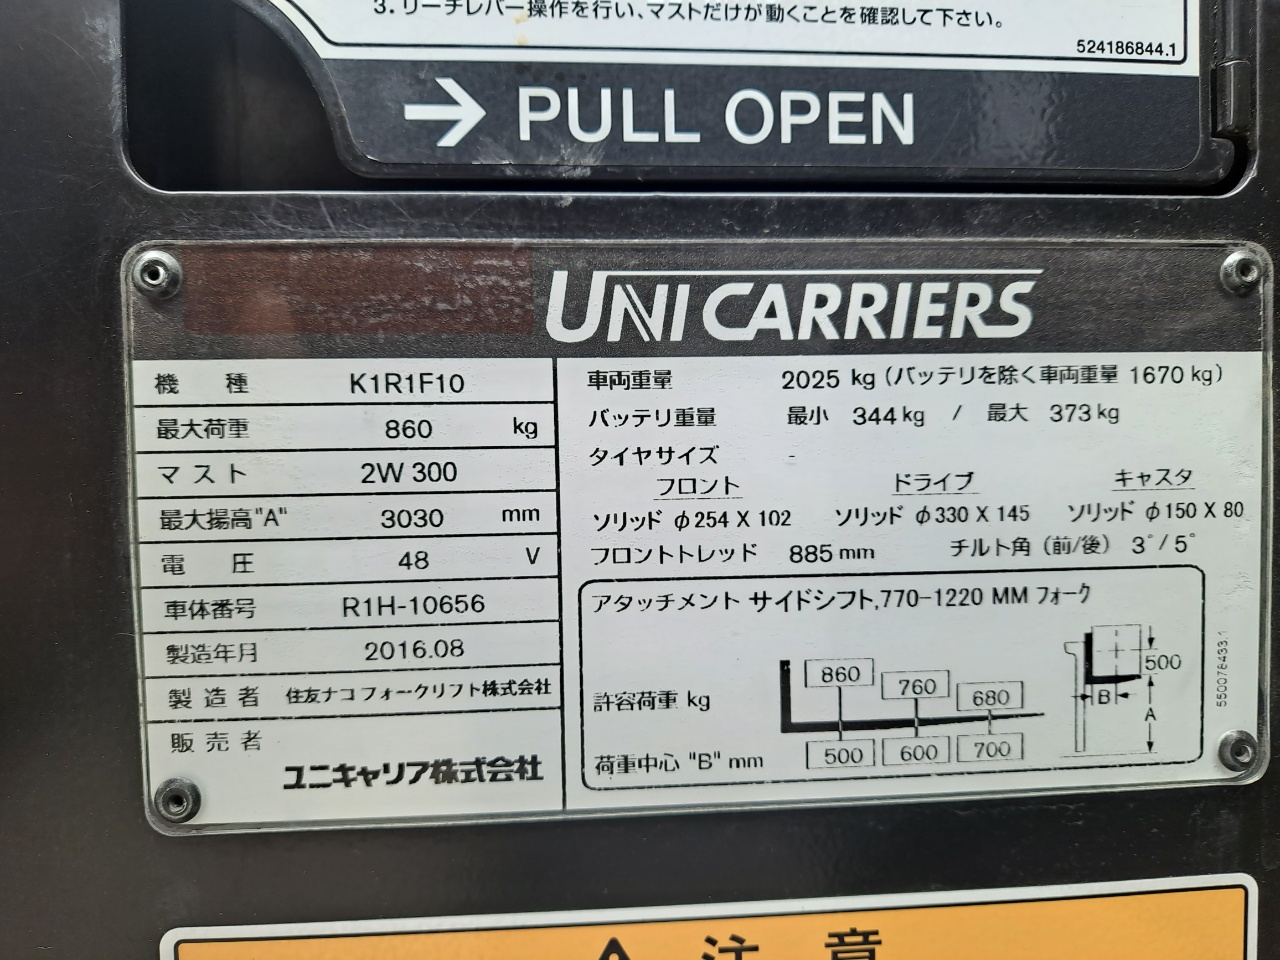 3. リーチレバー操作を行い、マストだけが動くことを確認して下さい。
524186844.1
→ PULL OPEN
UNICARRIERS
機 種 K1R1F10
最大荷重 860 kg
マスト 2W 300
最大揚高"A" 3030 mm
電 圧 48 V
車体番号 R1H-10656
製造年月 2016.08
製造者 住友ナコ フォークリフト株式会社
販売者
ユニキャリア株式会社
車両重量 2025 kg (バッテリを除く車両重量 1670 kg)
バッテリ重量 最小 344 kg / 最大 373 kg
タイヤサイズ -
フロント ドライブ キャスタ
ソリッド φ254 X 102 ソリッド φ330 X 145 ソリッド φ150 X 80
フロントトレッド 885 mm チルト角 (前/後) 3°/ 5°
アタッチメント サイドシフト,770-1220 MM フォーク
許容荷重 kg 860 760 680
荷重中心 "B" mm 500 600 700
500
B
A
550078433.1
注 意